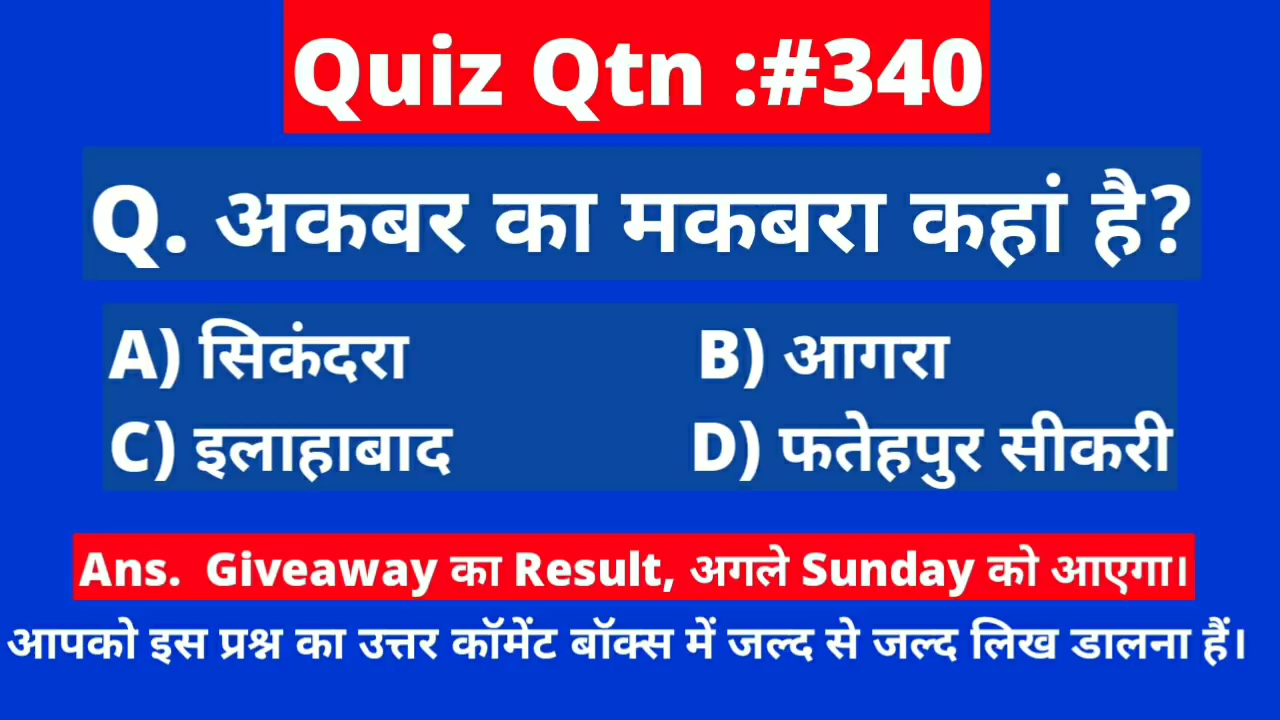 Quiz Qtn :#340
Q. अकबर का मकबरा कहां है?
A) सिकंदरा B) आगरा
C) इलाहाबाद D) फतेहपुर सीकरी
Ans. Giveaway का Result, अगले Sunday को आएगा।
आपको इस प्रश्न का उत्तर कॉमेंट बॉक्स में जल्द से जल्द लिख डालना हैं।